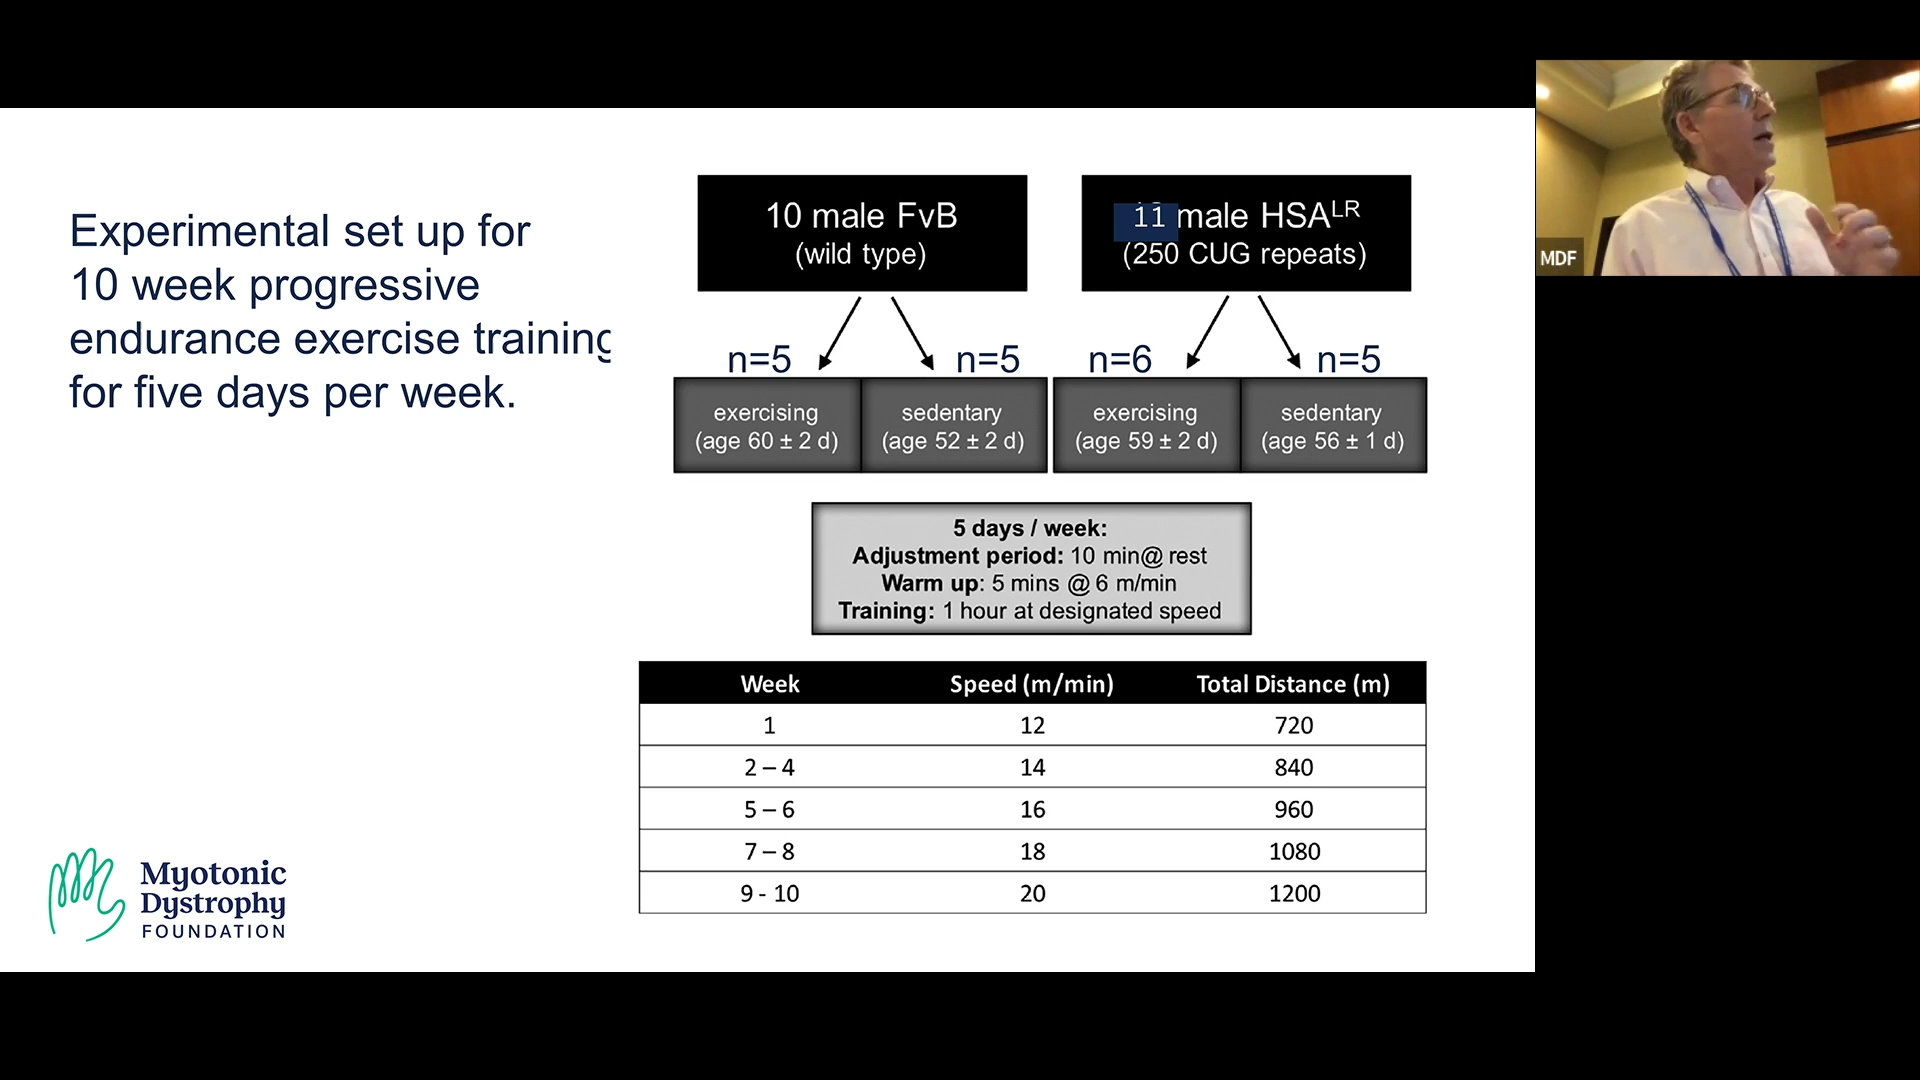 Experimental set up for
10 week progressive
endurance exercise training
for five days per week.
10 male FvB
(wild type)
11 male HSALR
(250 CUG repeats)
n=5
n=5
n=6
n=5
exercising
(age 60 ± 2 d)
sedentary
(age 52 ± 2 d)
exercising
(age 59 ± 2 d)
sedentary
(age 56 ± 1 d)
5 days / week:
Adjustment period: 10 min@ rest
Warm up: 5 mins @ 6 m/min
Training: 1 hour at designated speed
Week Speed (m/min) Total Distance (m)
1 12 720
2 – 4 14 840
5 – 6 16 960
7 – 8 18 1080
9 - 10 20 1200
Myotonic
Dystrophy
FOUNDATION
MDF